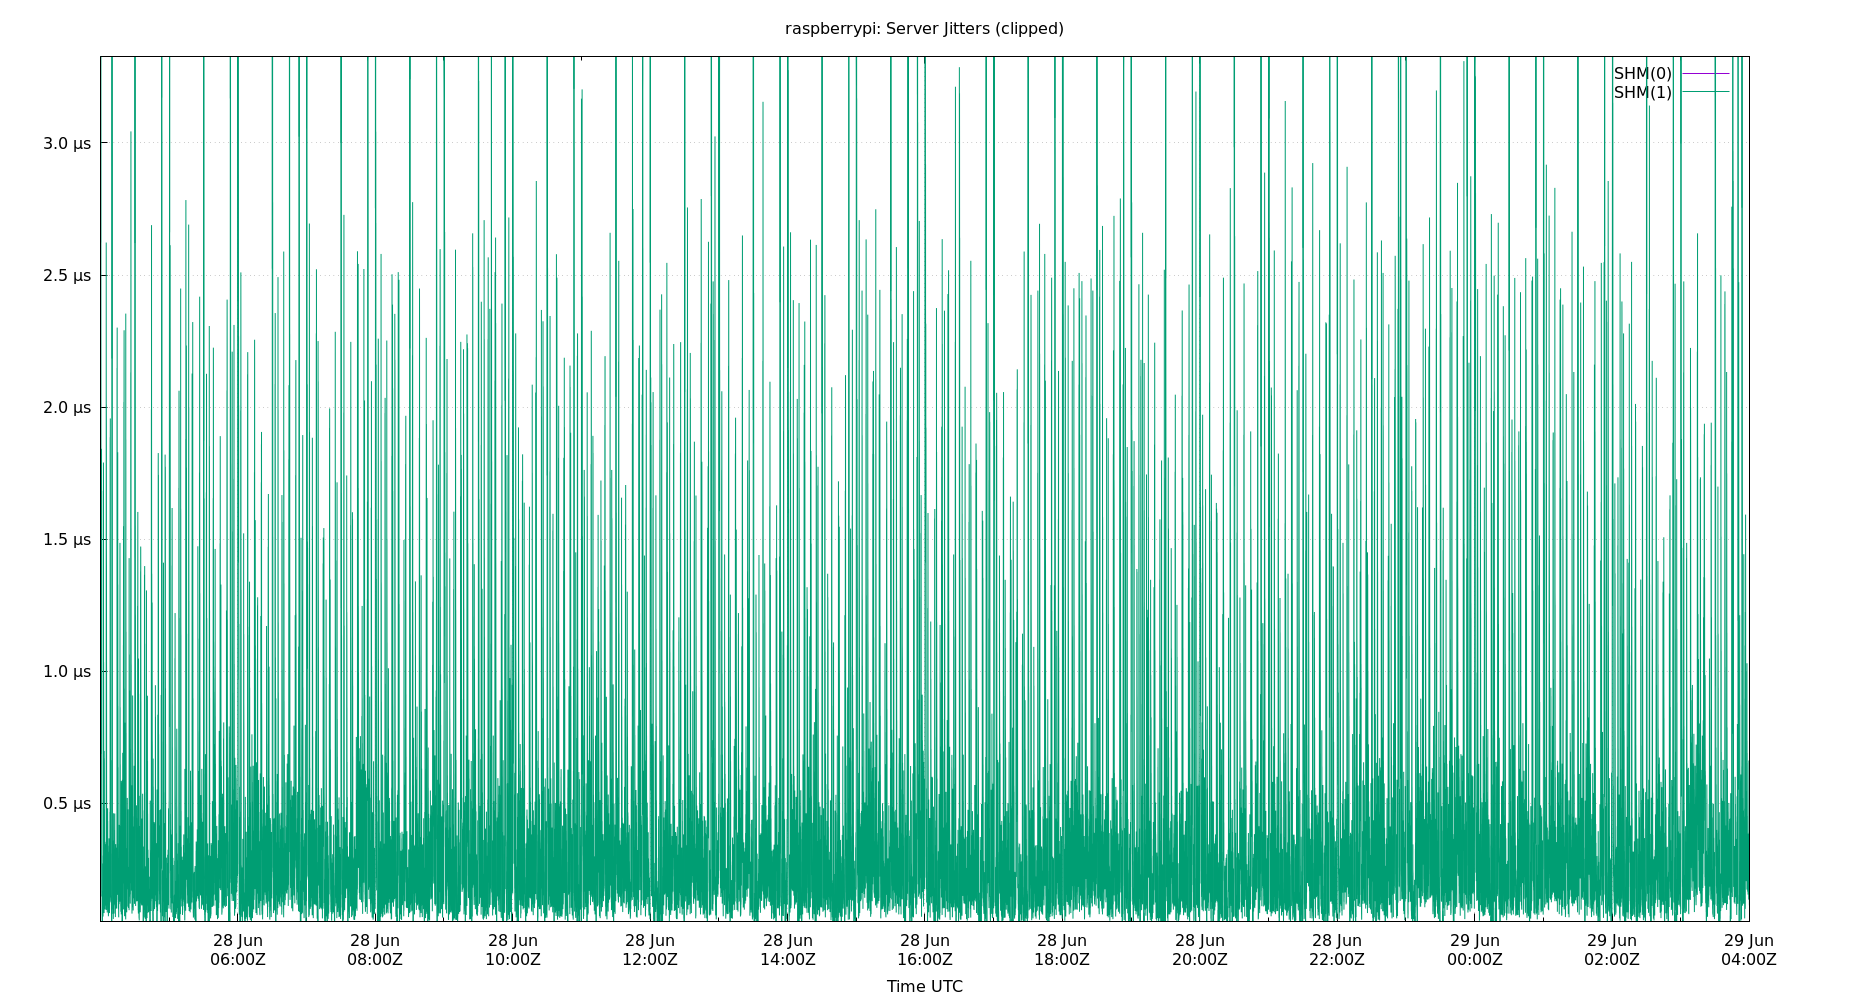 raspberrypi: Server Jitters (clipped)
SHM(0)
SHM(1)
3.0 µs
2.5 µs
2.0 µs
1.5 µs
1.0 µs
0.5 µs
28 Jun 28 Jun 28 Jun 28 Jun 28 Jun 28 Jun 28 Jun 28 Jun 28 Jun 29 Jun 29 Jun 29 Jun
06:00Z 08:00Z 10:00Z 12:00Z 14:00Z 16:00Z 18:00Z 20:00Z 22:00Z 00:00Z 02:00Z 04:00Z
Time UTC